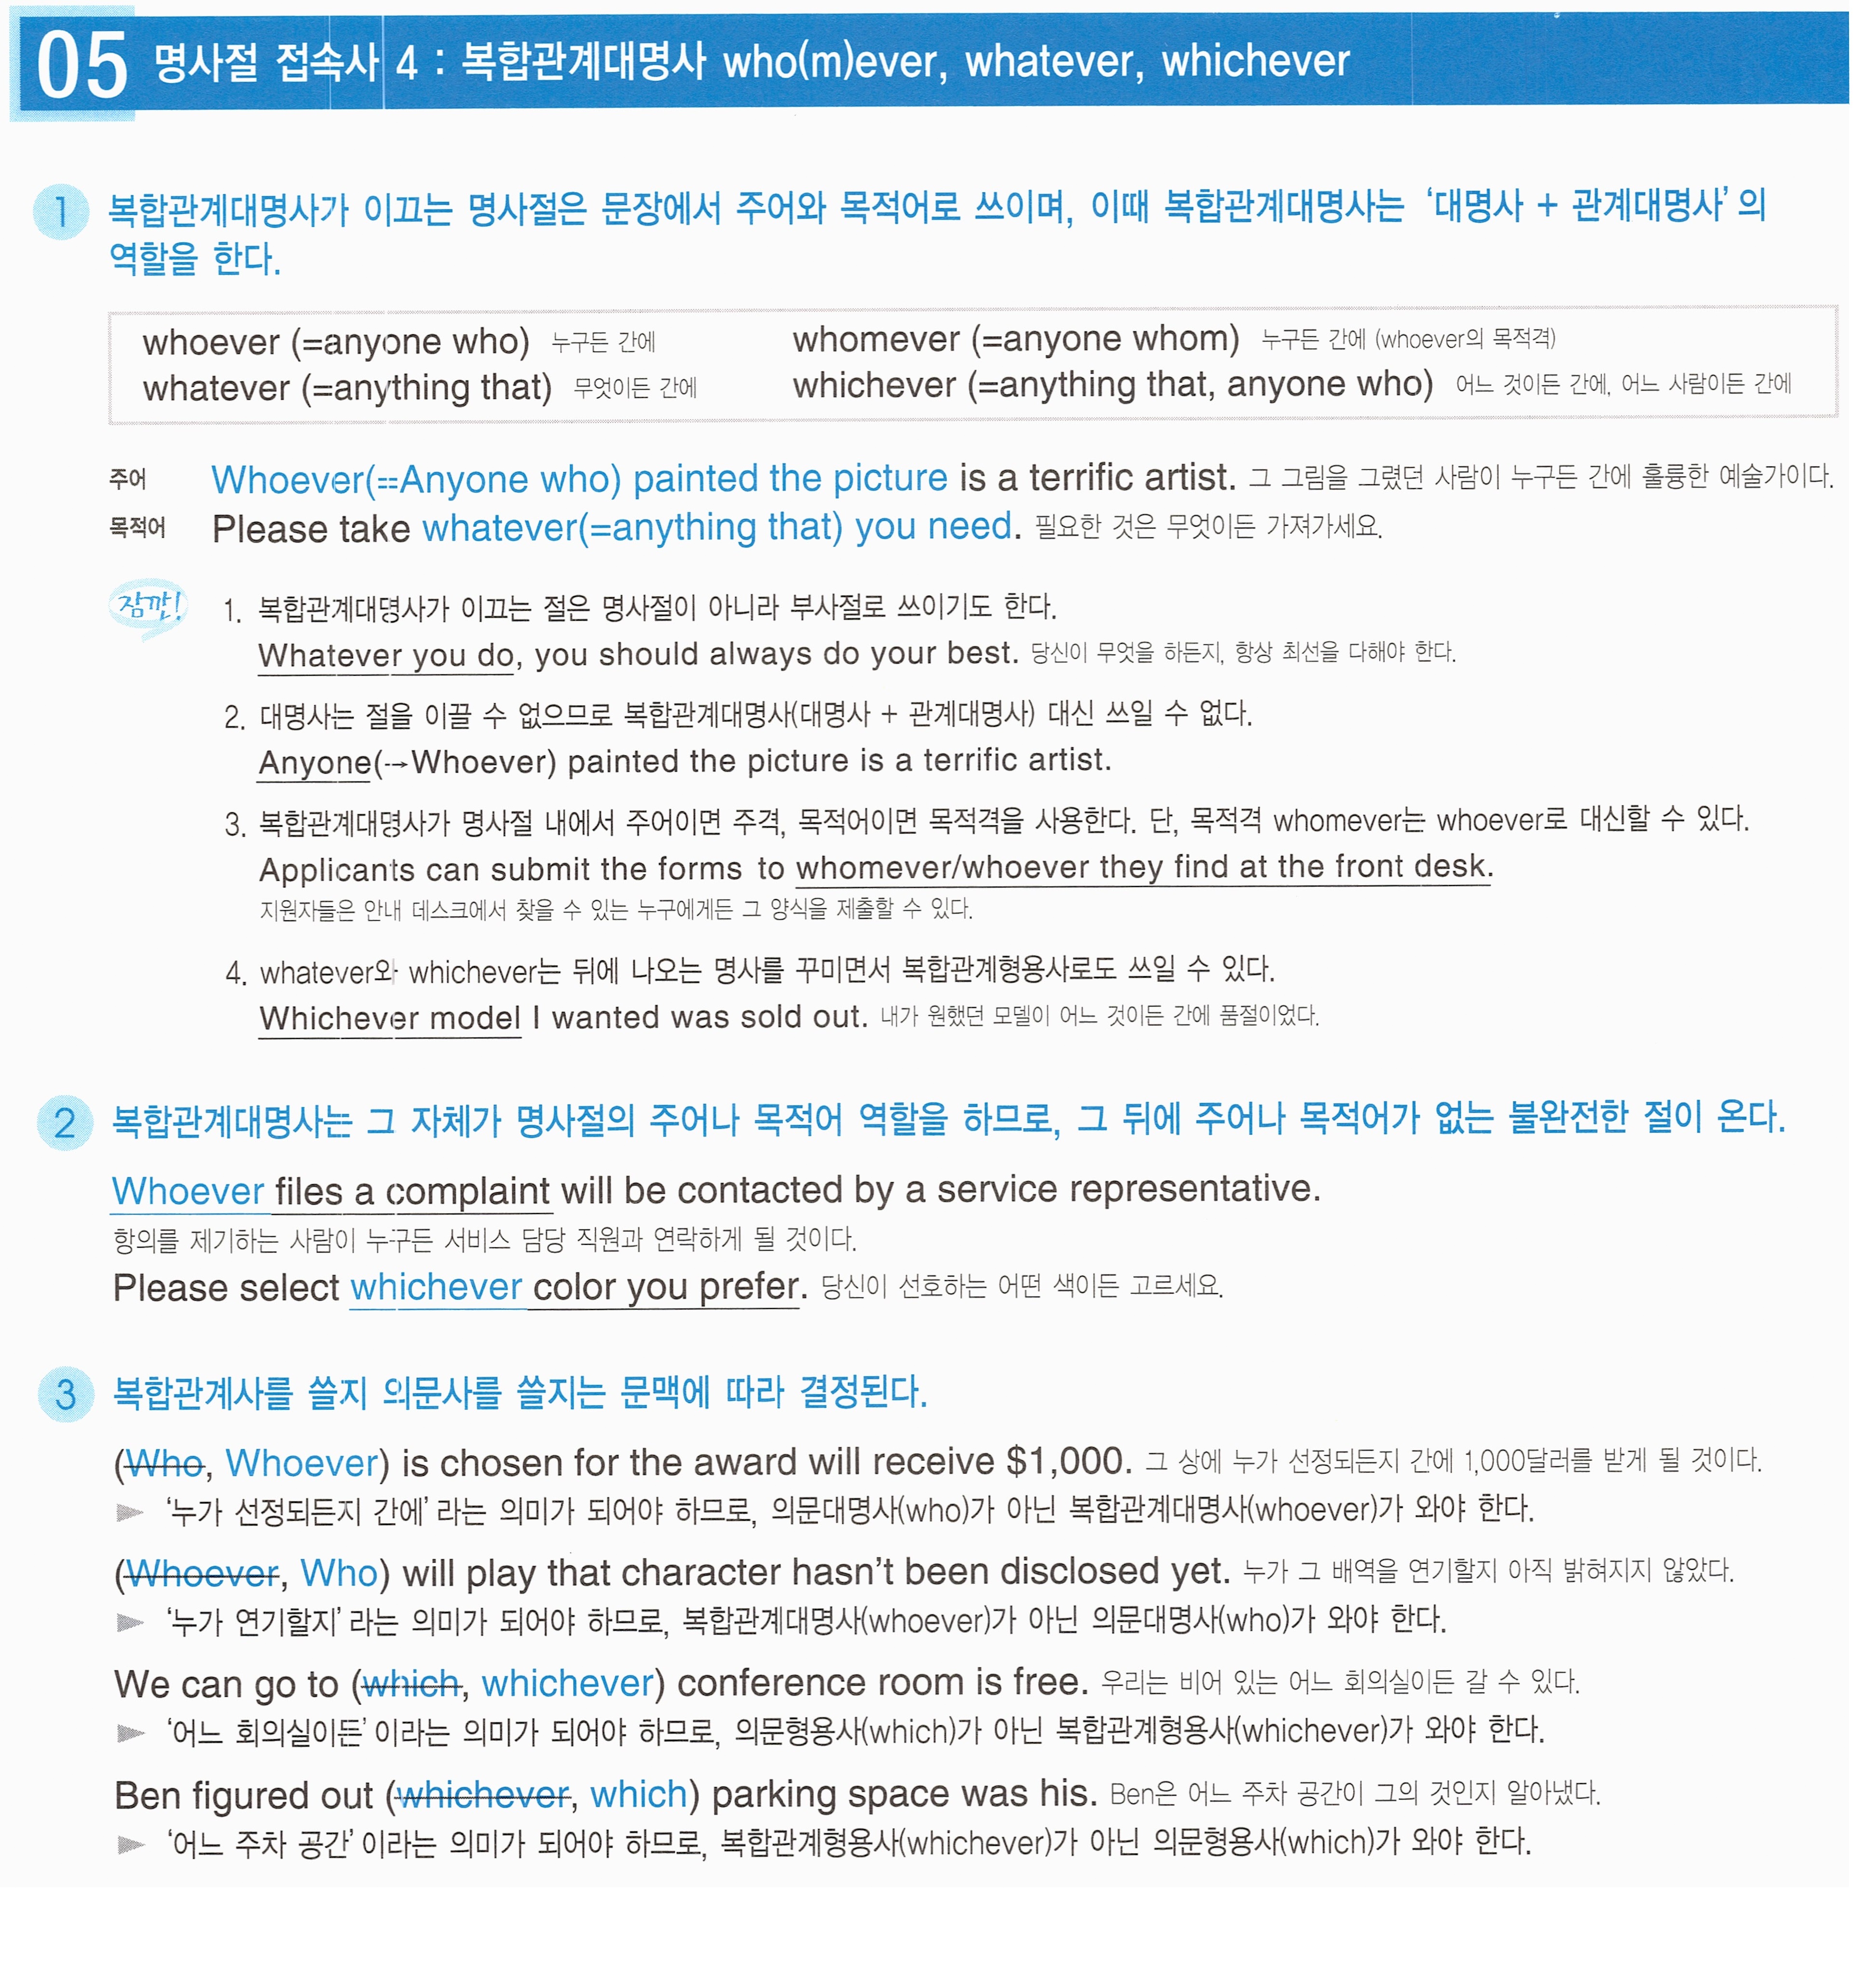 05 명사절 접속사 4 : 복합관계대명사 who(m)ever, whatever, whichever
1 복합관계대명사가 이끄는 명사절은 문장에서 주어와 목적어로 쓰이며, 이때 복합관계대명사는 ‘대명사 + 관계대명사’의
역할을 한다.
whoever (=anyone who) 누구든 간에 whomever (=anyone whom) 누구든 간에 (whoever의 목적격)
whatever (=anything that) 무엇이든 간에 whichever (=anything that, anyone who) 어느 것이든 간에, 어느 사람이든 간에
주어 Whoever(=Anyone who) painted the picture is a terrific artist. 그 그림을 그렸던 사람이 누구든 간에 훌륭한 예술가이다.
목적어 Please take whatever(=anything that) you need. 필요한 것은 무엇이든 가져가세요.
잠깐! 1. 복합관계대명사가 이끄는 절은 명사절이 아니라 부사절로 쓰이기도 한다.
Whatever you do, you should always do your best. 당신이 무엇을 하든지, 항상 최선을 다해야 한다.
2. 대명사는 절을 이끌 수 없으므로 복합관계대명사(대명사 + 관계대명사) 대신 쓰일 수 없다.
Anyone(→Whoever) painted the picture is a terrific artist.
3. 복합관계대명사가 명사절 내에서 주어이면 주격, 목적어이면 목적격을 사용한다. 단, 목적격 whomever는 whoever로 대신할 수 있다.
Applicants can submit the forms to whomever/whoever they find at the front desk.
지원자들은 안내 데스크에서 찾을 수 있는 누구에게든 그 양식을 제출할 수 있다.
4. whatever와 whichever는 뒤에 나오는 명사를 꾸미면서 복합관계형용사로도 쓰일 수 있다.
Whichever model I wanted was sold out. 내가 원했던 모델이 어느 것이든 간에 품절이었다.
2 복합관계대명사는 그 자체가 명사절의 주어나 목적어 역할을 하므로, 그 뒤에 주어나 목적어가 없는 불완전한 절이 온다.
Whoever files a complaint will be contacted by a service representative.
항의를 제기하는 사람이 누구든 서비스 담당 직원과 연락하게 될 것이다.
Please select whichever color you prefer. 당신이 선호하는 어떤 색이든 고르세요.
3 복합관계사를 쓸지 의문사를 쓸지는 문맥에 따라 결정된다.
(Who, Whoever) is chosen for the award will receive $1,000. 그 상에 누가 선정되든지 간에 1,000달러를 받게 될 것이다.
► ‘누가 선정되든지 간에’라는 의미가 되어야 하므로, 의문대명사(who)가 아닌 복합관계대명사(whoever)가 와야 한다.
(Whoever, Who) will play that character hasn't been disclosed yet. 누가 그 배역을 연기할지 아직 밝혀지지 않았다.
► ‘누가 연기할지’라는 의미가 되어야 하므로, 복합관계대명사(whoever)가 아닌 의문대명사(who)가 와야 한다.
We can go to (which, whichever) conference room is free. 우리는 비어 있는 어느 회의실이든 갈 수 있다.
► ‘어느 회의실이든’이라는 의미가 되어야 하므로, 의문형용사(which)가 아닌 복합관계형용사(whichever)가 와야 한다.
Ben figured out (whichever, which) parking space was his. Ben은 어느 주차 공간이 그의 것인지 알아냈다.
► ‘어느 주차 공간’이라는 의미가 되어야 하므로, 복합관계형용사(whichever)가 아닌 의문형용사(which)가 와야 한다.